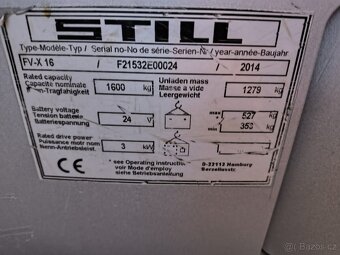 STILL
Type-Modèle-Typ / Serial no-No de série-Serien-Nr / year-année-Baujahr
FV-X 16 / F21532E00024 / 2014
Rated capacity
Capacité nominale
Nenn-Tragfähigkeit
1600 kg
Unladen mass
Masse à vide
Leergewicht
1279 kg
Battery voltage
Tension batterie
Batteriespannung
24 V
max 527 kg
min 353 kg
Rated drive power
Puissance motr nom
Nenn-Antriebsleist.
3 kW
CE
*see Operating instructions
voir Mode d'emploi
siehe Betriebsanleitung
D-22113 Hamburg
Berzeliusstr.
Bazoš.cz